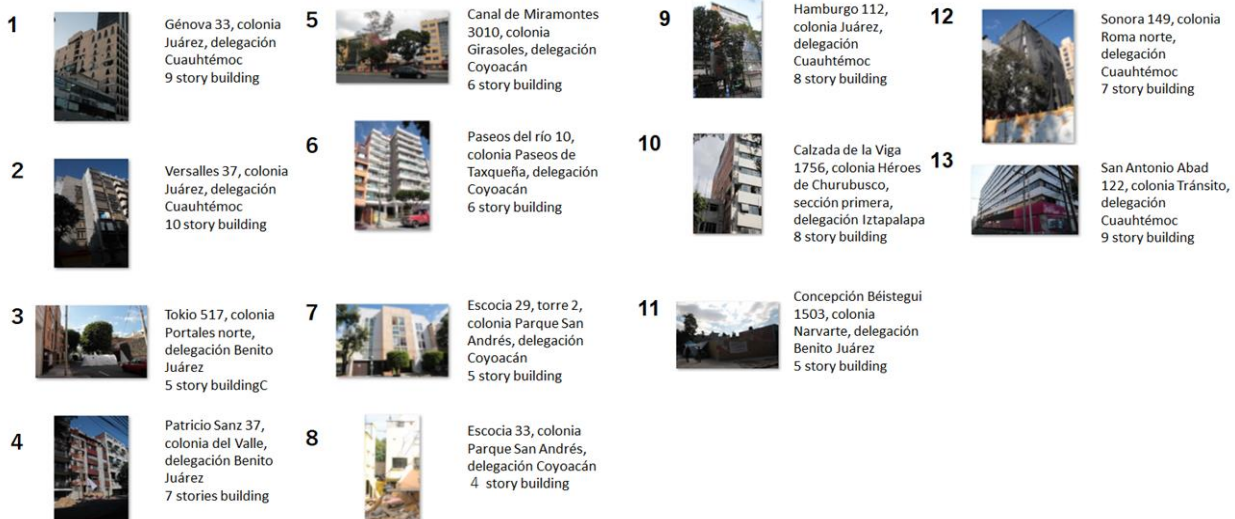 1
Génova 33, colonia
Juárez, delegación
Cuauhtémoc
9 story building
2
Versalles 37, colonia
Juárez, delegación
Cuauhtémoc
10 story building
3
Tokio 517, colonia
Portales norte,
delegación Benito
Juárez
5 story buildingC
4
Patricio Sanz 37,
colonia del Valle,
delegación Benito
Juárez
7 stories building
5
Canal de Miramontes
3010, colonia
Girasoles, delegación
Coyoacán
6 story building
6
Paseos del río 10,
colonia Paseos de
Taxqueña, delegación
Coyoacán
6 story building
7
Escocia 29, torre 2,
colonia Parque San
Andrés, delegación
Coyoacán
5 story building
8
Escocia 33, colonia
Parque San Andrés,
delegación Coyoacán
4 story building
9
Hamburgo 112,
colonia Juárez,
delegación
Cuauhtémoc
8 story building
10
Calzada de la Viga
1756, colonia Héroes
de Churubusco,
sección primera,
delegación Iztapalapa
8 story building
11
Concepción Béistegui
1503, colonia
Narvarte, delegación
Benito Juárez
5 story building
12
Sonora 149, colonia
Roma norte,
delegación
Cuauhtémoc
7 story building
13
San Antonio Abad
122, colonia Tránsito,
delegación
Cuauhtémoc
9 story building